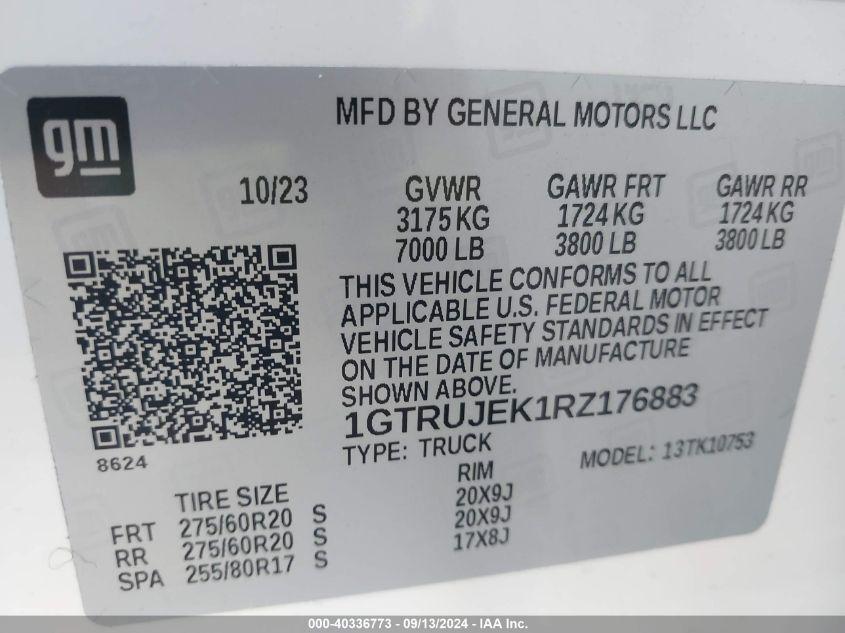 gm
MFD BY GENERAL MOTORS LLC
10/23 GVWR GAWR FRT GAWR RR
3175 KG 1724 KG 1724 KG
7000 LB 3800 LB 3800 LB
THIS VEHICLE CONFORMS TO ALL
APPLICABLE U.S. FEDERAL MOTOR
VEHICLE SAFETY STANDARDS IN EFFECT
ON THE DATE OF MANUFACTURE
SHOWN ABOVE.
1GTRUJEK1RZ176883
8624
TYPE: TRUCK MODEL: 13TK10753
TIRE SIZE RIM
FRT 275/60R20 S 20X9J
RR 275/60R20 S 20X9J
SPA 255/80R17 S 17X8J
000-40336773 - 09/13/2024 - IAA Inc.